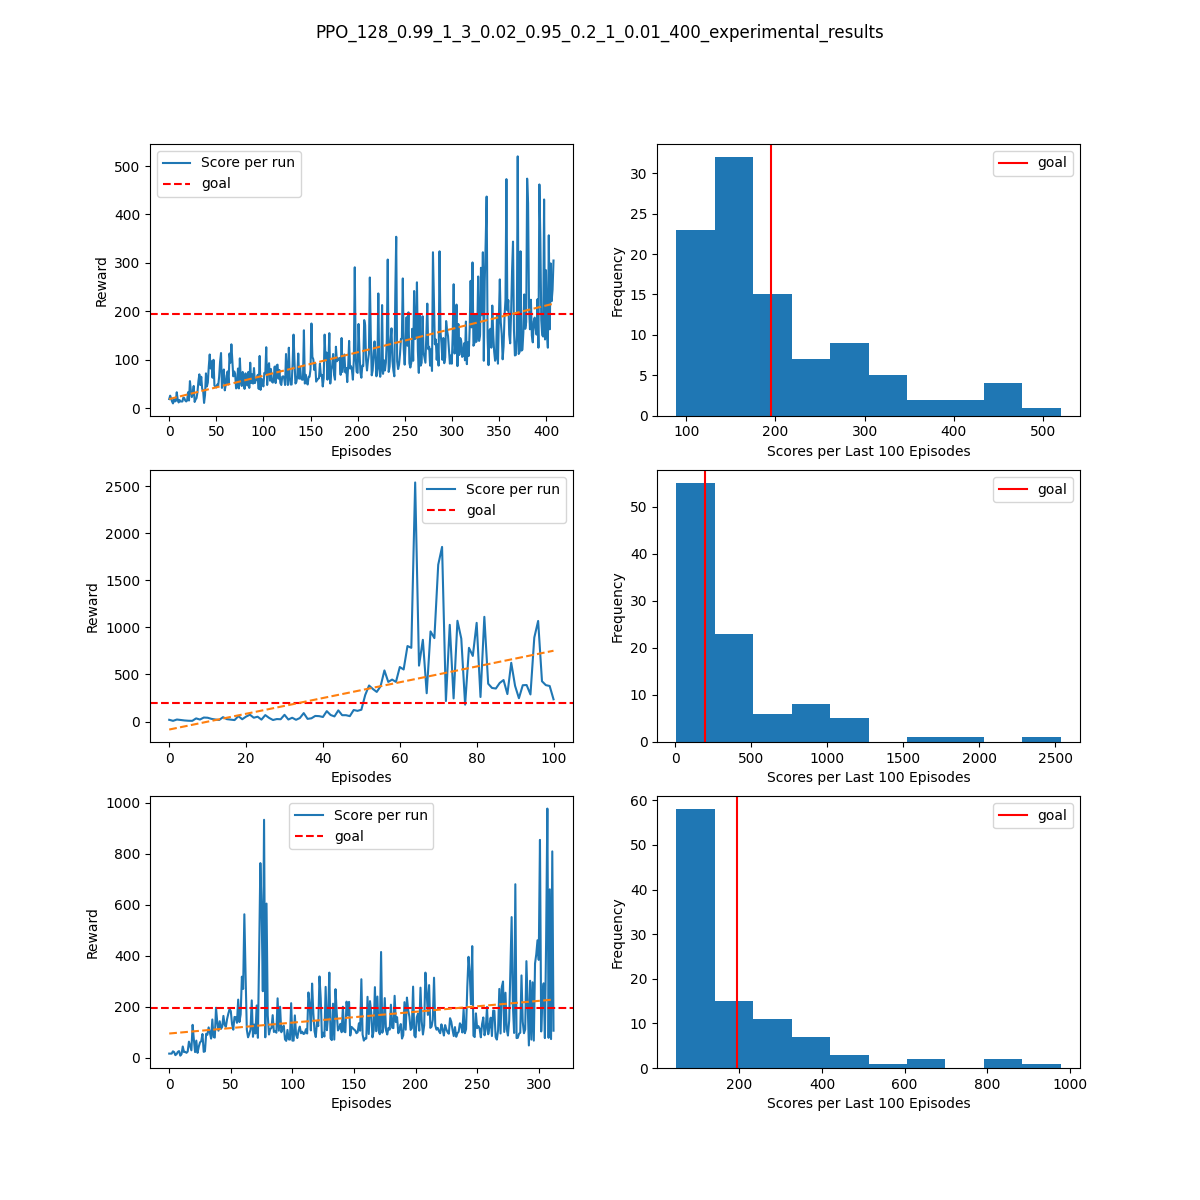 PPO_128_0.99_1_3_0.02_0.95_0.2_1_0.01_400_experimental_results
Score per run
goal
Reward
500
400
300
200
100
0
0 50 100 150 200 250 300 350 400
Episodes
goal
Frequency
30
25
20
15
10
5
0
100 200 300 400 500
Scores per Last 100 Episodes
Score per run
goal
Reward
2500
2000
1500
1000
500
0
0 20 40 60 80 100
Episodes
goal
Frequency
50
40
30
20
10
0
0 500 1000 1500 2000 2500
Scores per Last 100 Episodes
Score per run
goal
Reward
1000
800
600
400
200
0
0 50 100 150 200 250 300
Episodes
goal
Frequency
60
50
40
30
20
10
0
200 400 600 800 1000
Scores per Last 100 Episodes